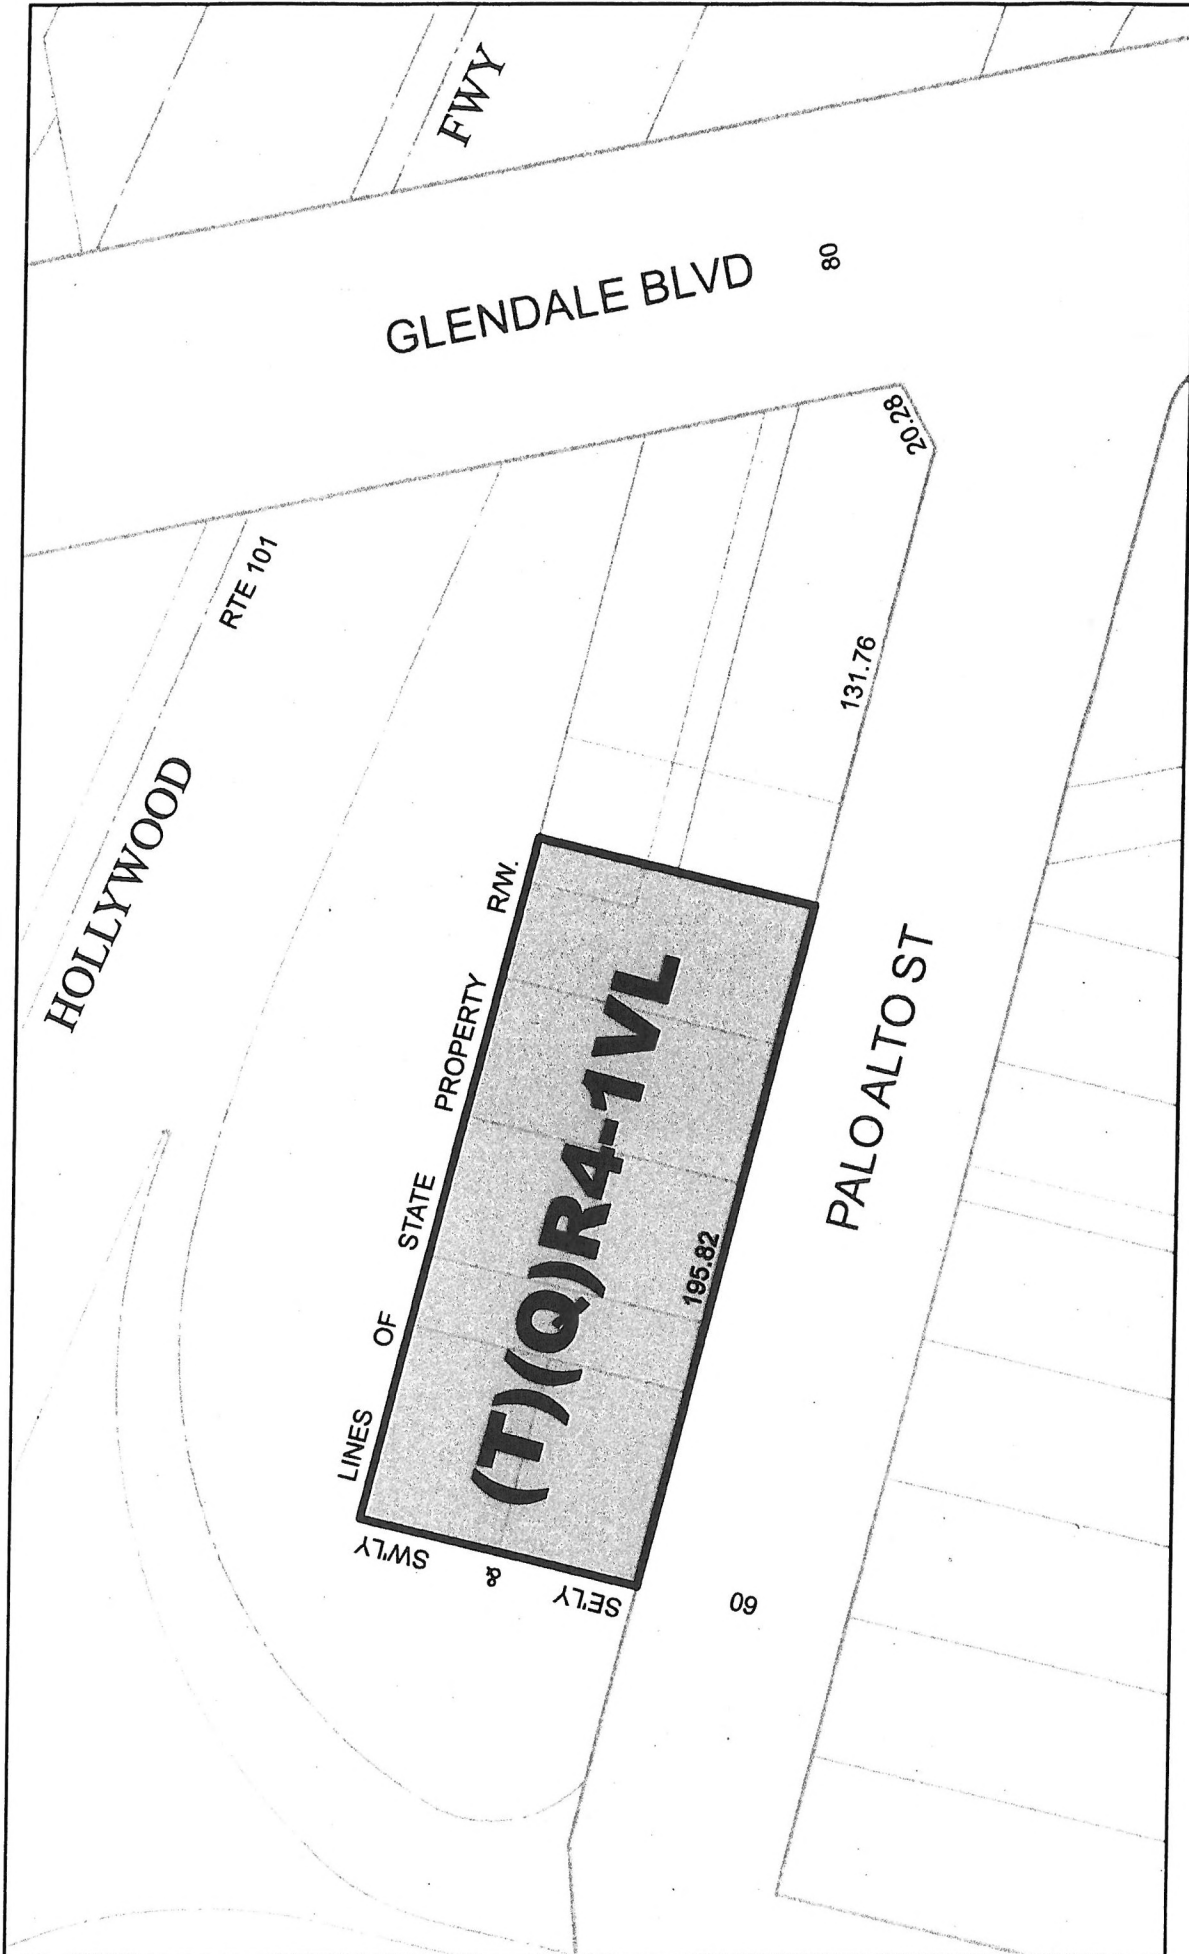 FWY
GLENDALE BLVD
80
20.28
RTE 101
131.76
HOLLYWOOD
R/W.
PROPERTY
STATE
OF
LINES
(T)(Q)R4-1VL
195.82
PALO ALTO ST
SW'LY
&
SE'LY
60